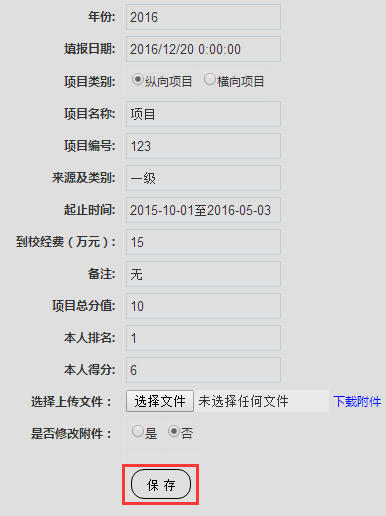 年份: 2016
填报日期: 2016/12/20 0:00:00
项目类别: 纵向项目 横向项目
项目名称: 项目
项目编号: 123
来源及类别: 一级
起止时间: 2015-10-01至2016-05-03
到校经费（万元）: 15
备注: 无
项目总分值: 10
本人排名: 1
本人得分: 6
选择上传文件： 选择文件 未选择任何文件 下载附件
是否修改附件： 是 否
保 存